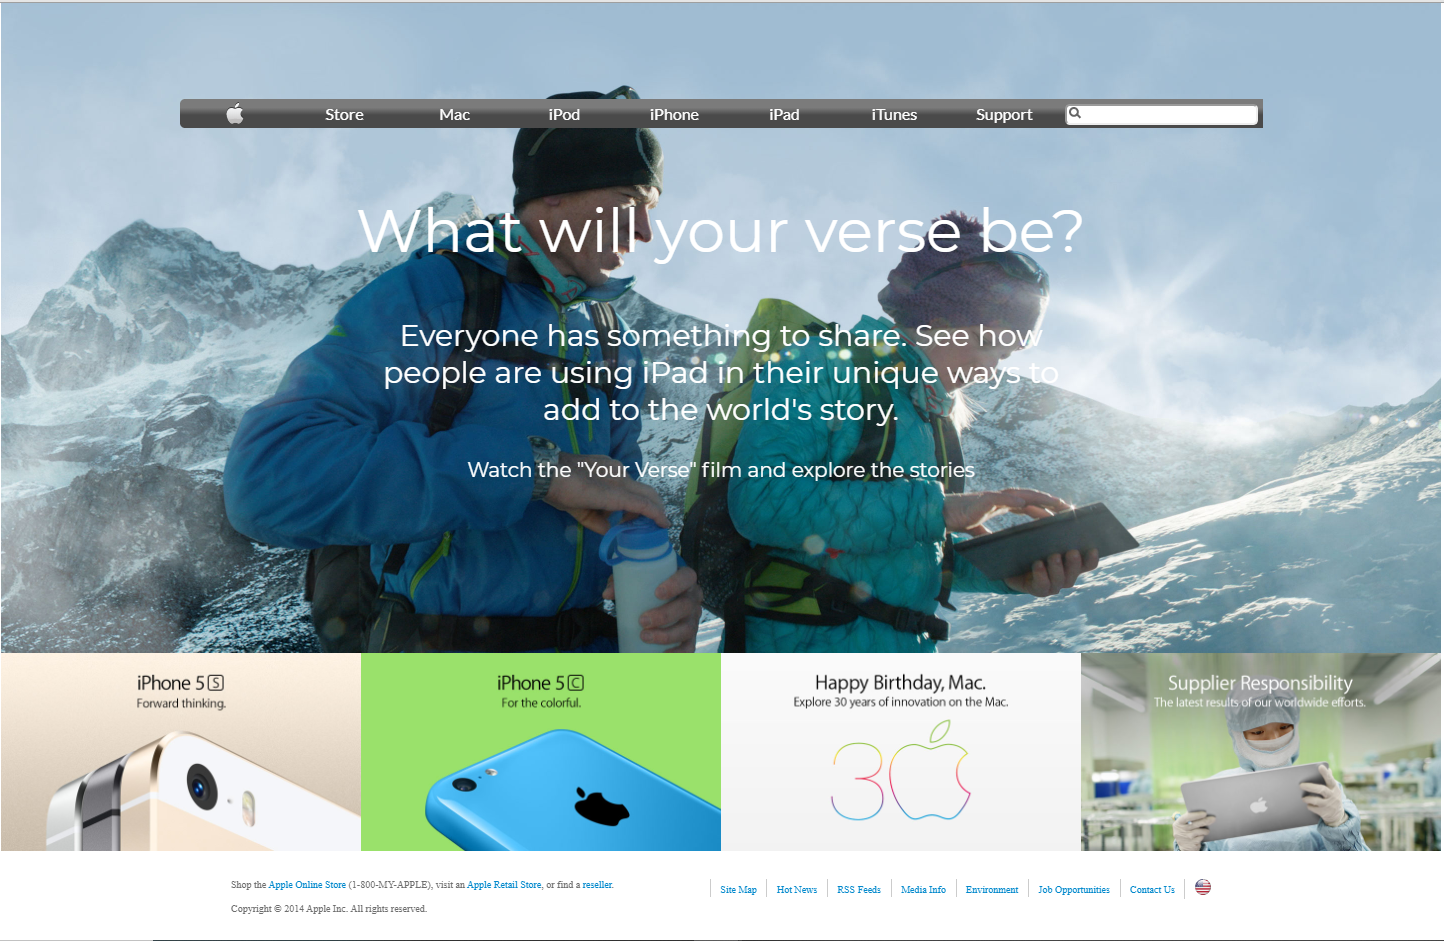 Store Mac iPod iPhone iPad iTunes Support
What will your verse be?
Everyone has something to share. See how
people are using iPad in their unique ways to
add to the world's story.
Watch the "Your Verse" film and explore the stories
iPhone 5S
Forward thinking.
iPhone 5C
For the colorful.
Happy Birthday, Mac.
Explore 30 years of innovation on the Mac.
30
Supplier Responsibility
The latest results of our worldwide efforts.
Shop the Apple Online Store (1-800-MY-APPLE), visit an Apple Retail Store, or find a reseller.
Copyright © 2014 Apple Inc. All rights reserved.
Site Map Hot News RSS Feeds Media Info Environment Job Opportunities Contact Us